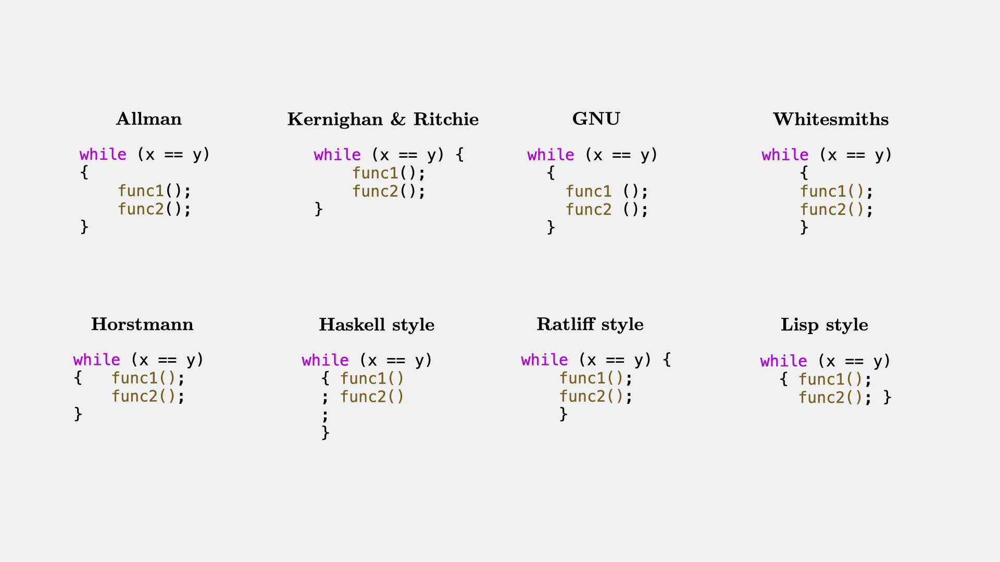 Allman
while (x == y)
{
    func1();
    func2();
}
Kernighan & Ritchie
while (x == y) {
    func1();
    func2();
}
GNU
while (x == y)
  {
    func1 ();
    func2 ();
  }
Whitesmiths
while (x == y)
    {
    func1();
    func2();
    }
Horstmann
while (x == y)
{   func1();
    func2();
}
Haskell style
while (x == y)
  { func1()
  ; func2()
  ;
  }
Ratliff style
while (x == y) {
    func1();
    func2();
    }
Lisp style
while (x == y)
  { func1();
    func2(); }